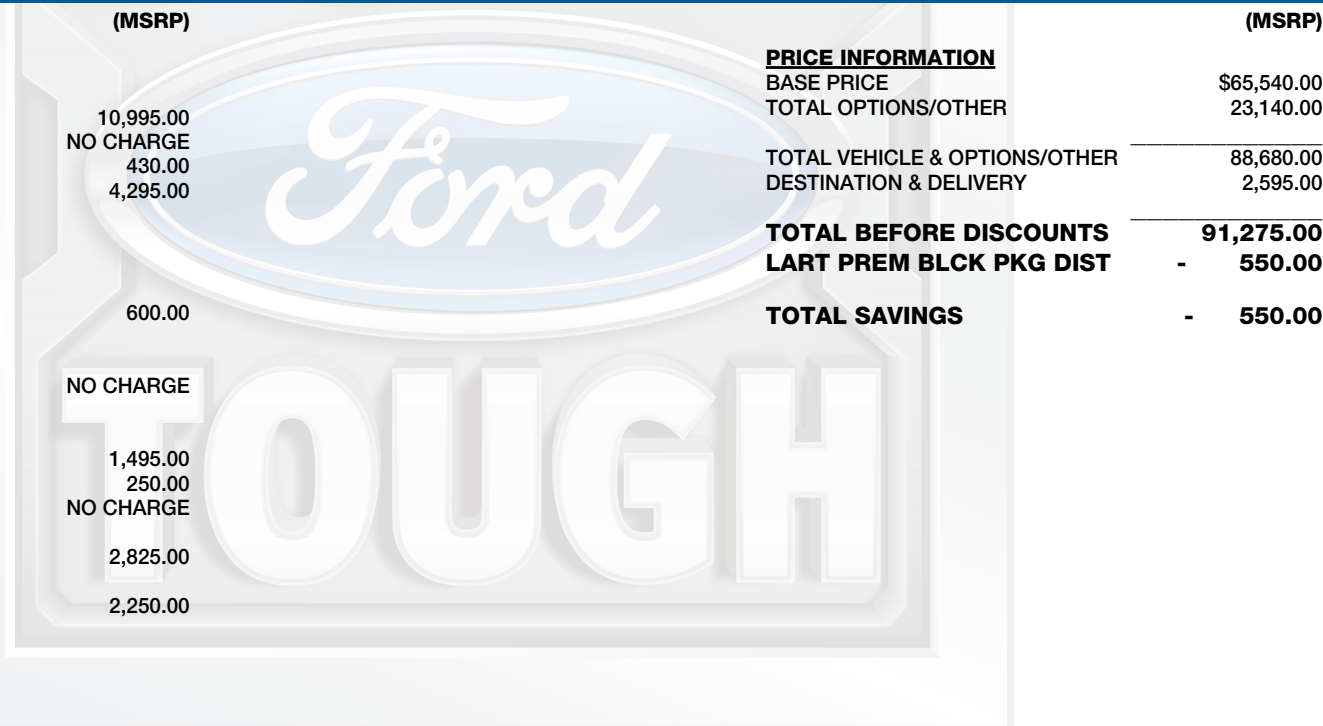 (MSRP)
10,995.00
NO CHARGE
430.00
4,295.00
600.00
NO CHARGE
1,495.00
250.00
NO CHARGE
2,825.00
2,250.00
Ford
TOUGH
(MSRP)
PRICE INFORMATION
BASE PRICE $65,540.00
TOTAL OPTIONS/OTHER 23,140.00
TOTAL VEHICLE & OPTIONS/OTHER 88,680.00
DESTINATION & DELIVERY 2,595.00
TOTAL BEFORE DISCOUNTS 91,275.00
LART PREM BLCK PKG DIST - 550.00
TOTAL SAVINGS - 550.00